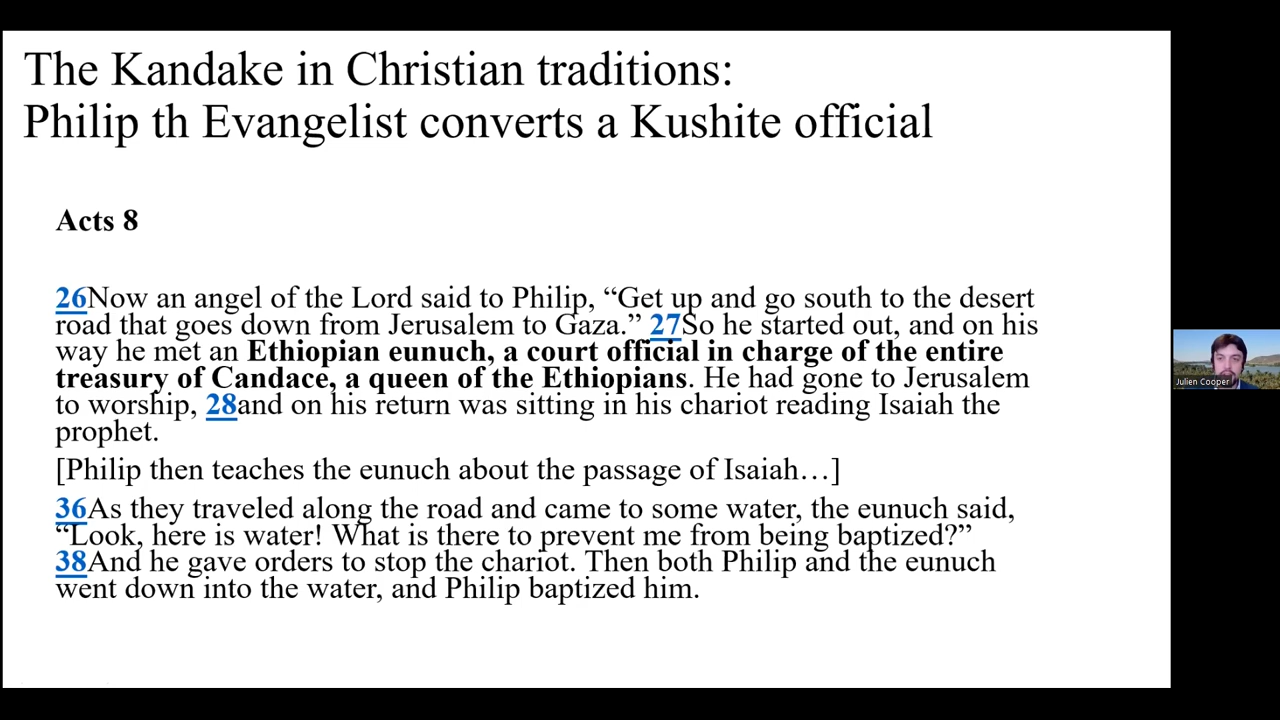 The Kandake in Christian traditions:
Philip th Evangelist converts a Kushite official
Acts 8
26Now an angel of the Lord said to Philip, “Get up and go south to the desert
road that goes down from Jerusalem to Gaza.” 27So he started out, and on his
way he met an Ethiopian eunuch, a court official in charge of the entire
treasury of Candace, a queen of the Ethiopians. He had gone to Jerusalem
to worship, 28and on his return was sitting in his chariot reading Isaiah the
prophet.
[Philip then teaches the eunuch about the passage of Isaiah…]
36As they traveled along the road and came to some water, the eunuch said,
“Look, here is water! What is there to prevent me from being baptized?”
38And he gave orders to stop the chariot. Then both Philip and the eunuch
went down into the water, and Philip baptized him.
Julien Cooper